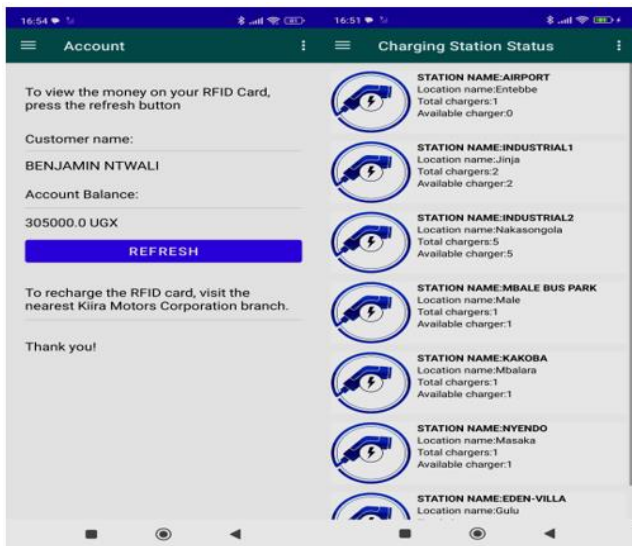 16:54
Account
To view the money on your RFID Card,
press the refresh button
Customer name:
BENJAMIN NTWALI
Account Balance:
305000.0 UGX
REFRESH
To recharge the RFID card, visit the
nearest Kiira Motors Corporation branch.
Thank you!
16:51
Charging Station Status
STATION NAME:AIRPORT
Location name:Entebbe
Total chargers:1
Available charger:0
STATION NAME:INDUSTRIAL1
Location name:Jinja
Total chargers:2
Available charger:2
STATION NAME:INDUSTRIAL2
Location name:Nakasongola
Total chargers:5
Available charger:5
STATION NAME:MBALE BUS PARK
Location name:Male
Total chargers:1
Available charger:1
STATION NAME:KAKOBA
Location name:Mbalara
Total chargers:1
Available charger:1
STATION NAME:NYENDO
Location name:Masaka
Total chargers:1
Available charger:1
STATION NAME:EDEN-VILLA
Location name:Gulu